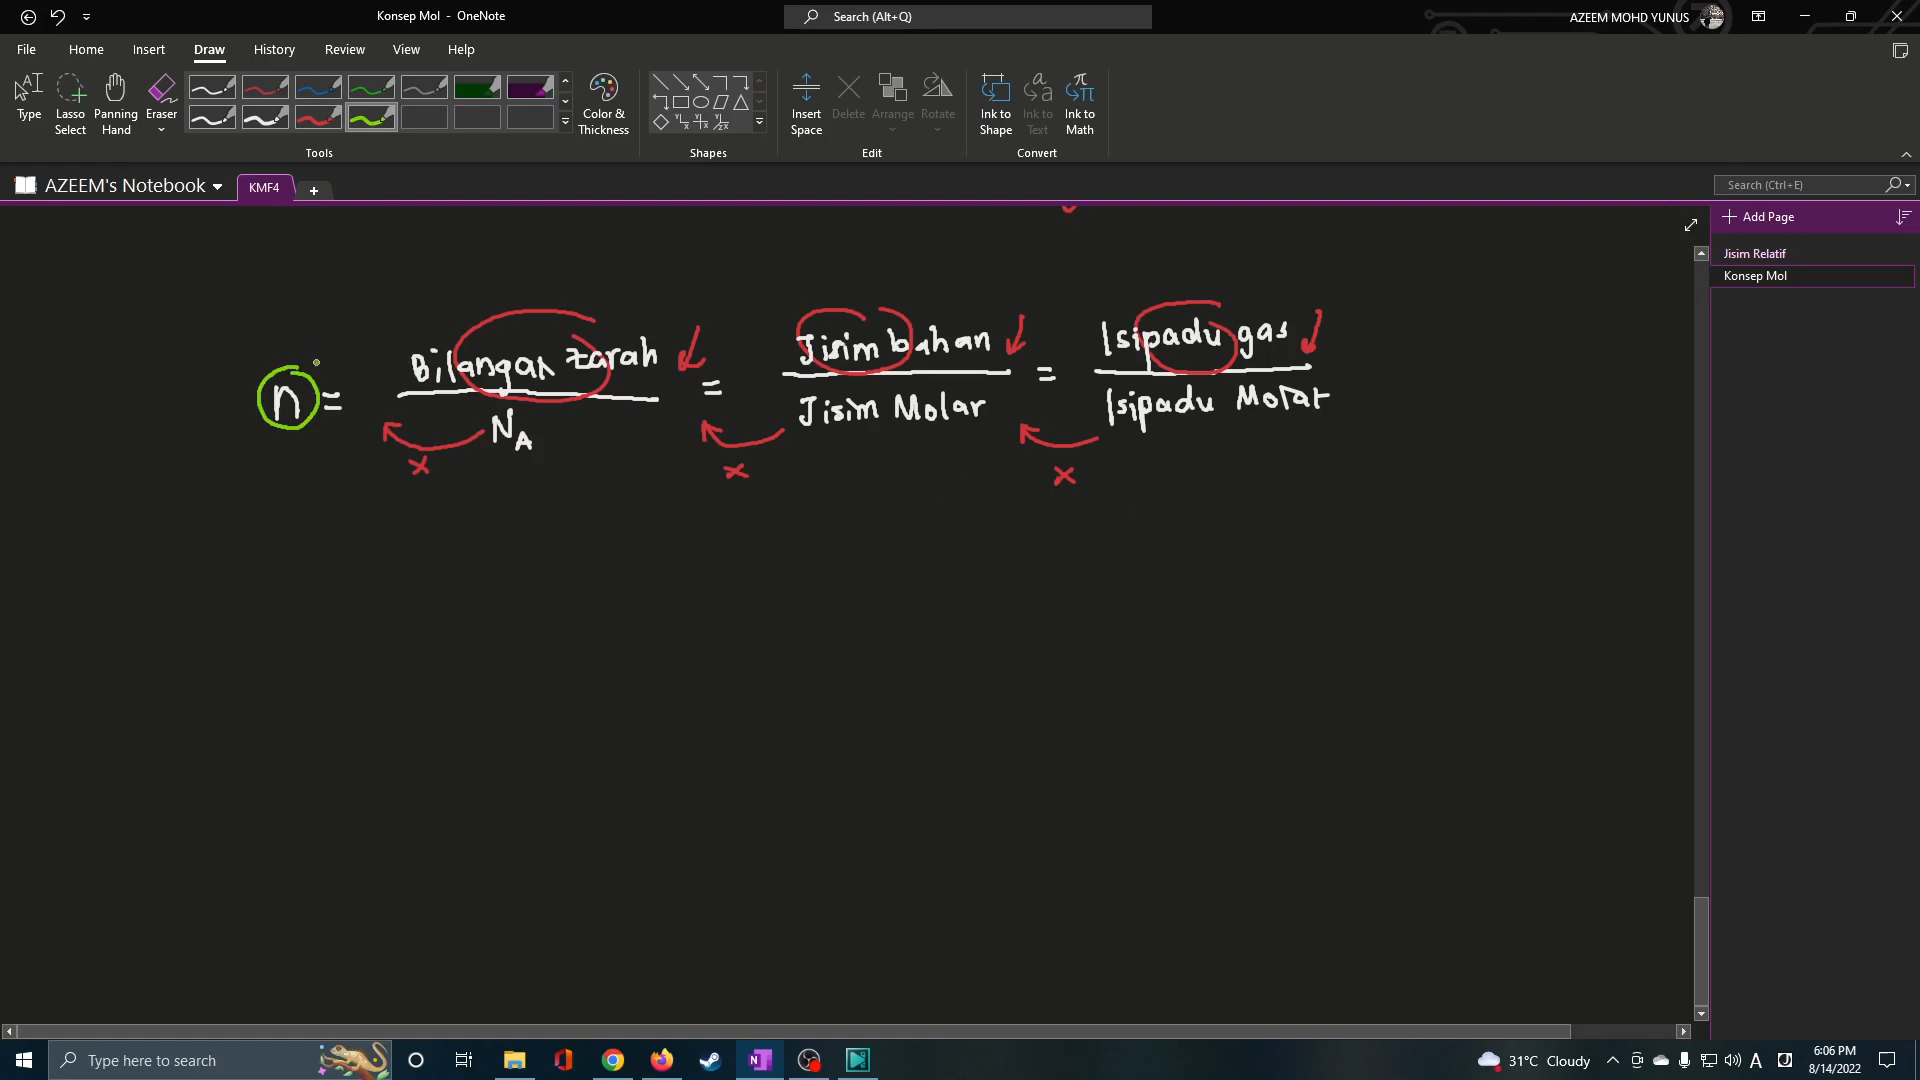 Konsep Mol - OneNote
Search (Alt+Q)
AZEEM MOHD YUNUS
File Home Insert Draw History Review View Help
Type
Lasso Select
Panning Hand
Eraser
Color & Thickness
Insert Space
Delete
Arrange
Rotate
Ink to Shape
Ink to Text
Ink to Math
Tools Shapes Edit Convert
AZEEM's Notebook
KMF4
Search (Ctrl+E)
Add Page
Jisim Relatif
Konsep Mol
n = Bilangan zarah / NA = Jisim bahan / Jisim Molar = Isipadu gas / Isipadu Molar
x x x
Type here to search
31°C Cloudy
A
6:06 PM
8/14/2022